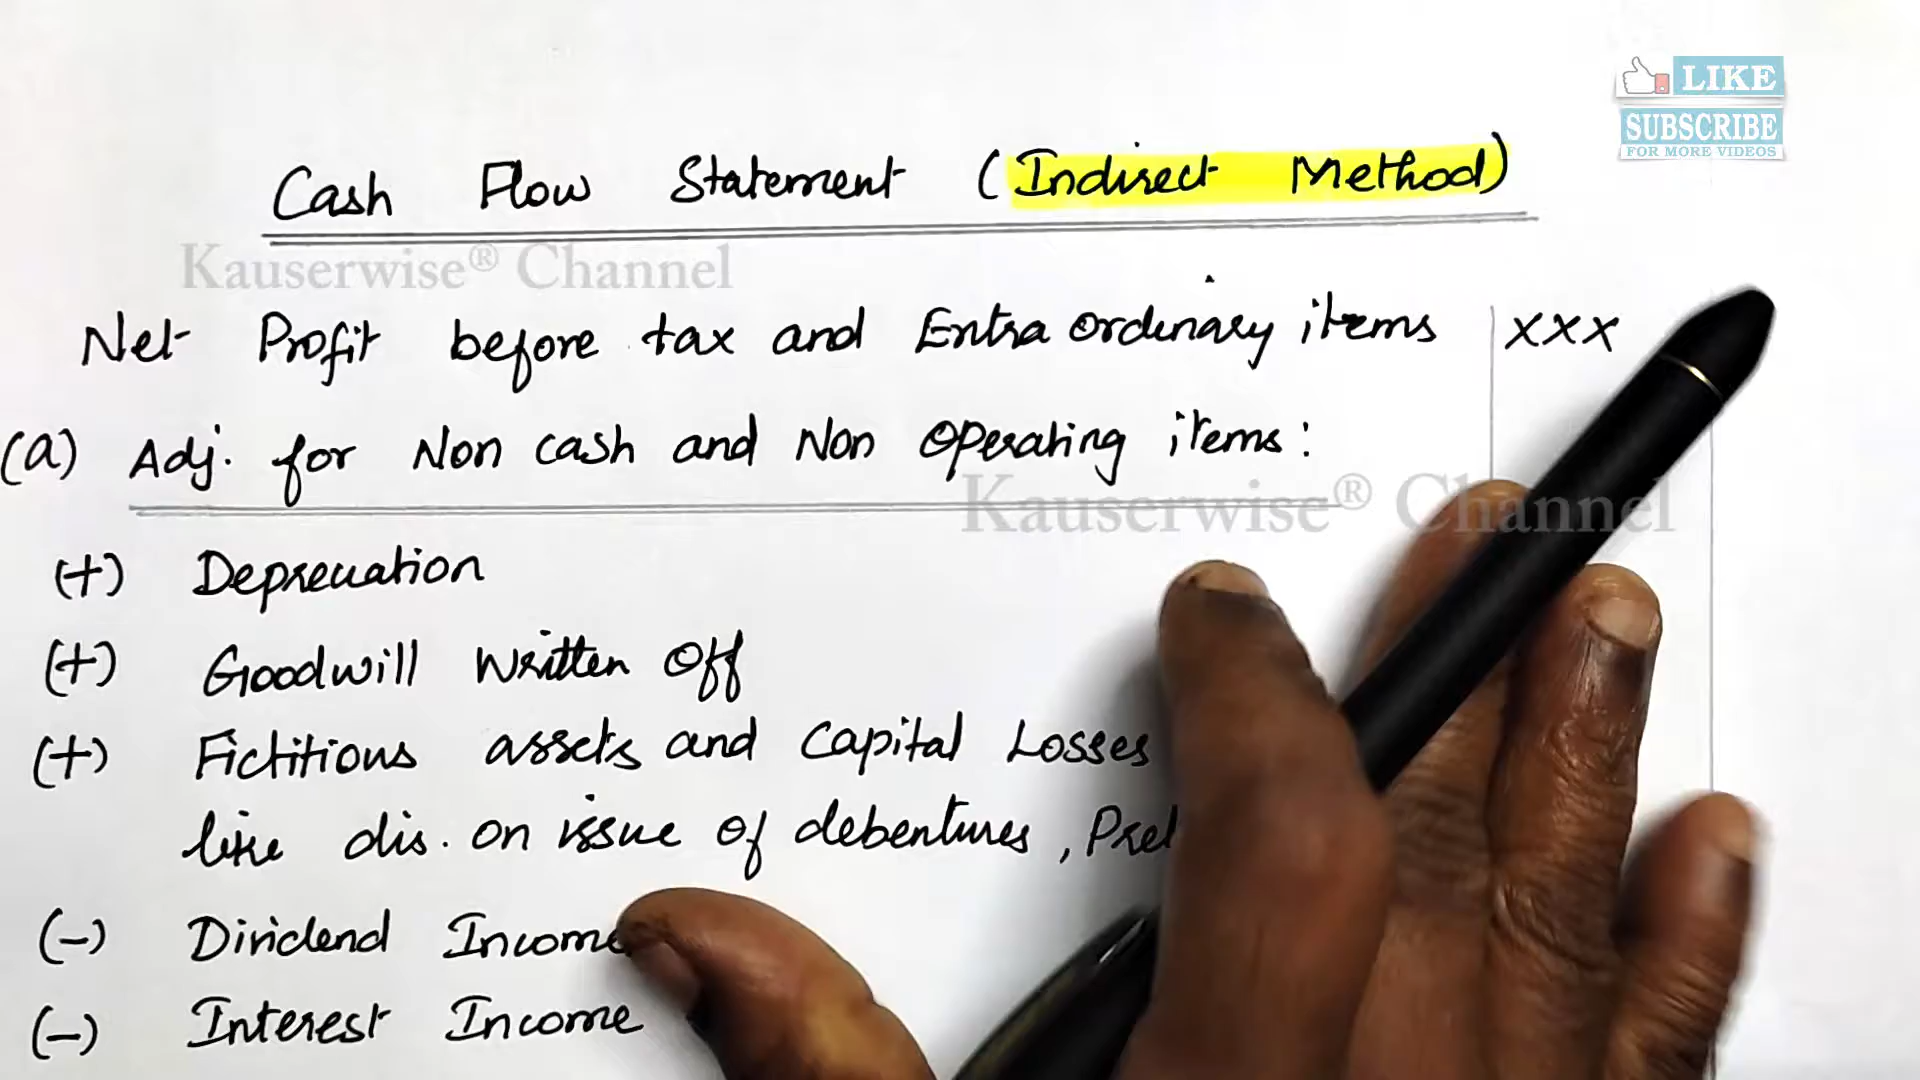 LIKE
SUBSCRIBE
FOR MORE VIDEOS
Cash Flow Statement (Indirect Method)
Kauserwise® Channel
Net Profit before tax and Extra ordinary items XXX
(a) Adj. for Non cash and Non Operating items:
Kauserwise® Channel
(+) Depreciation
(+) Goodwill Written Off
(+) Fictitious assets and Capital Losses
like dis. on issue of debentures, Prel
(-) Dividend Income
(-) Interest Income